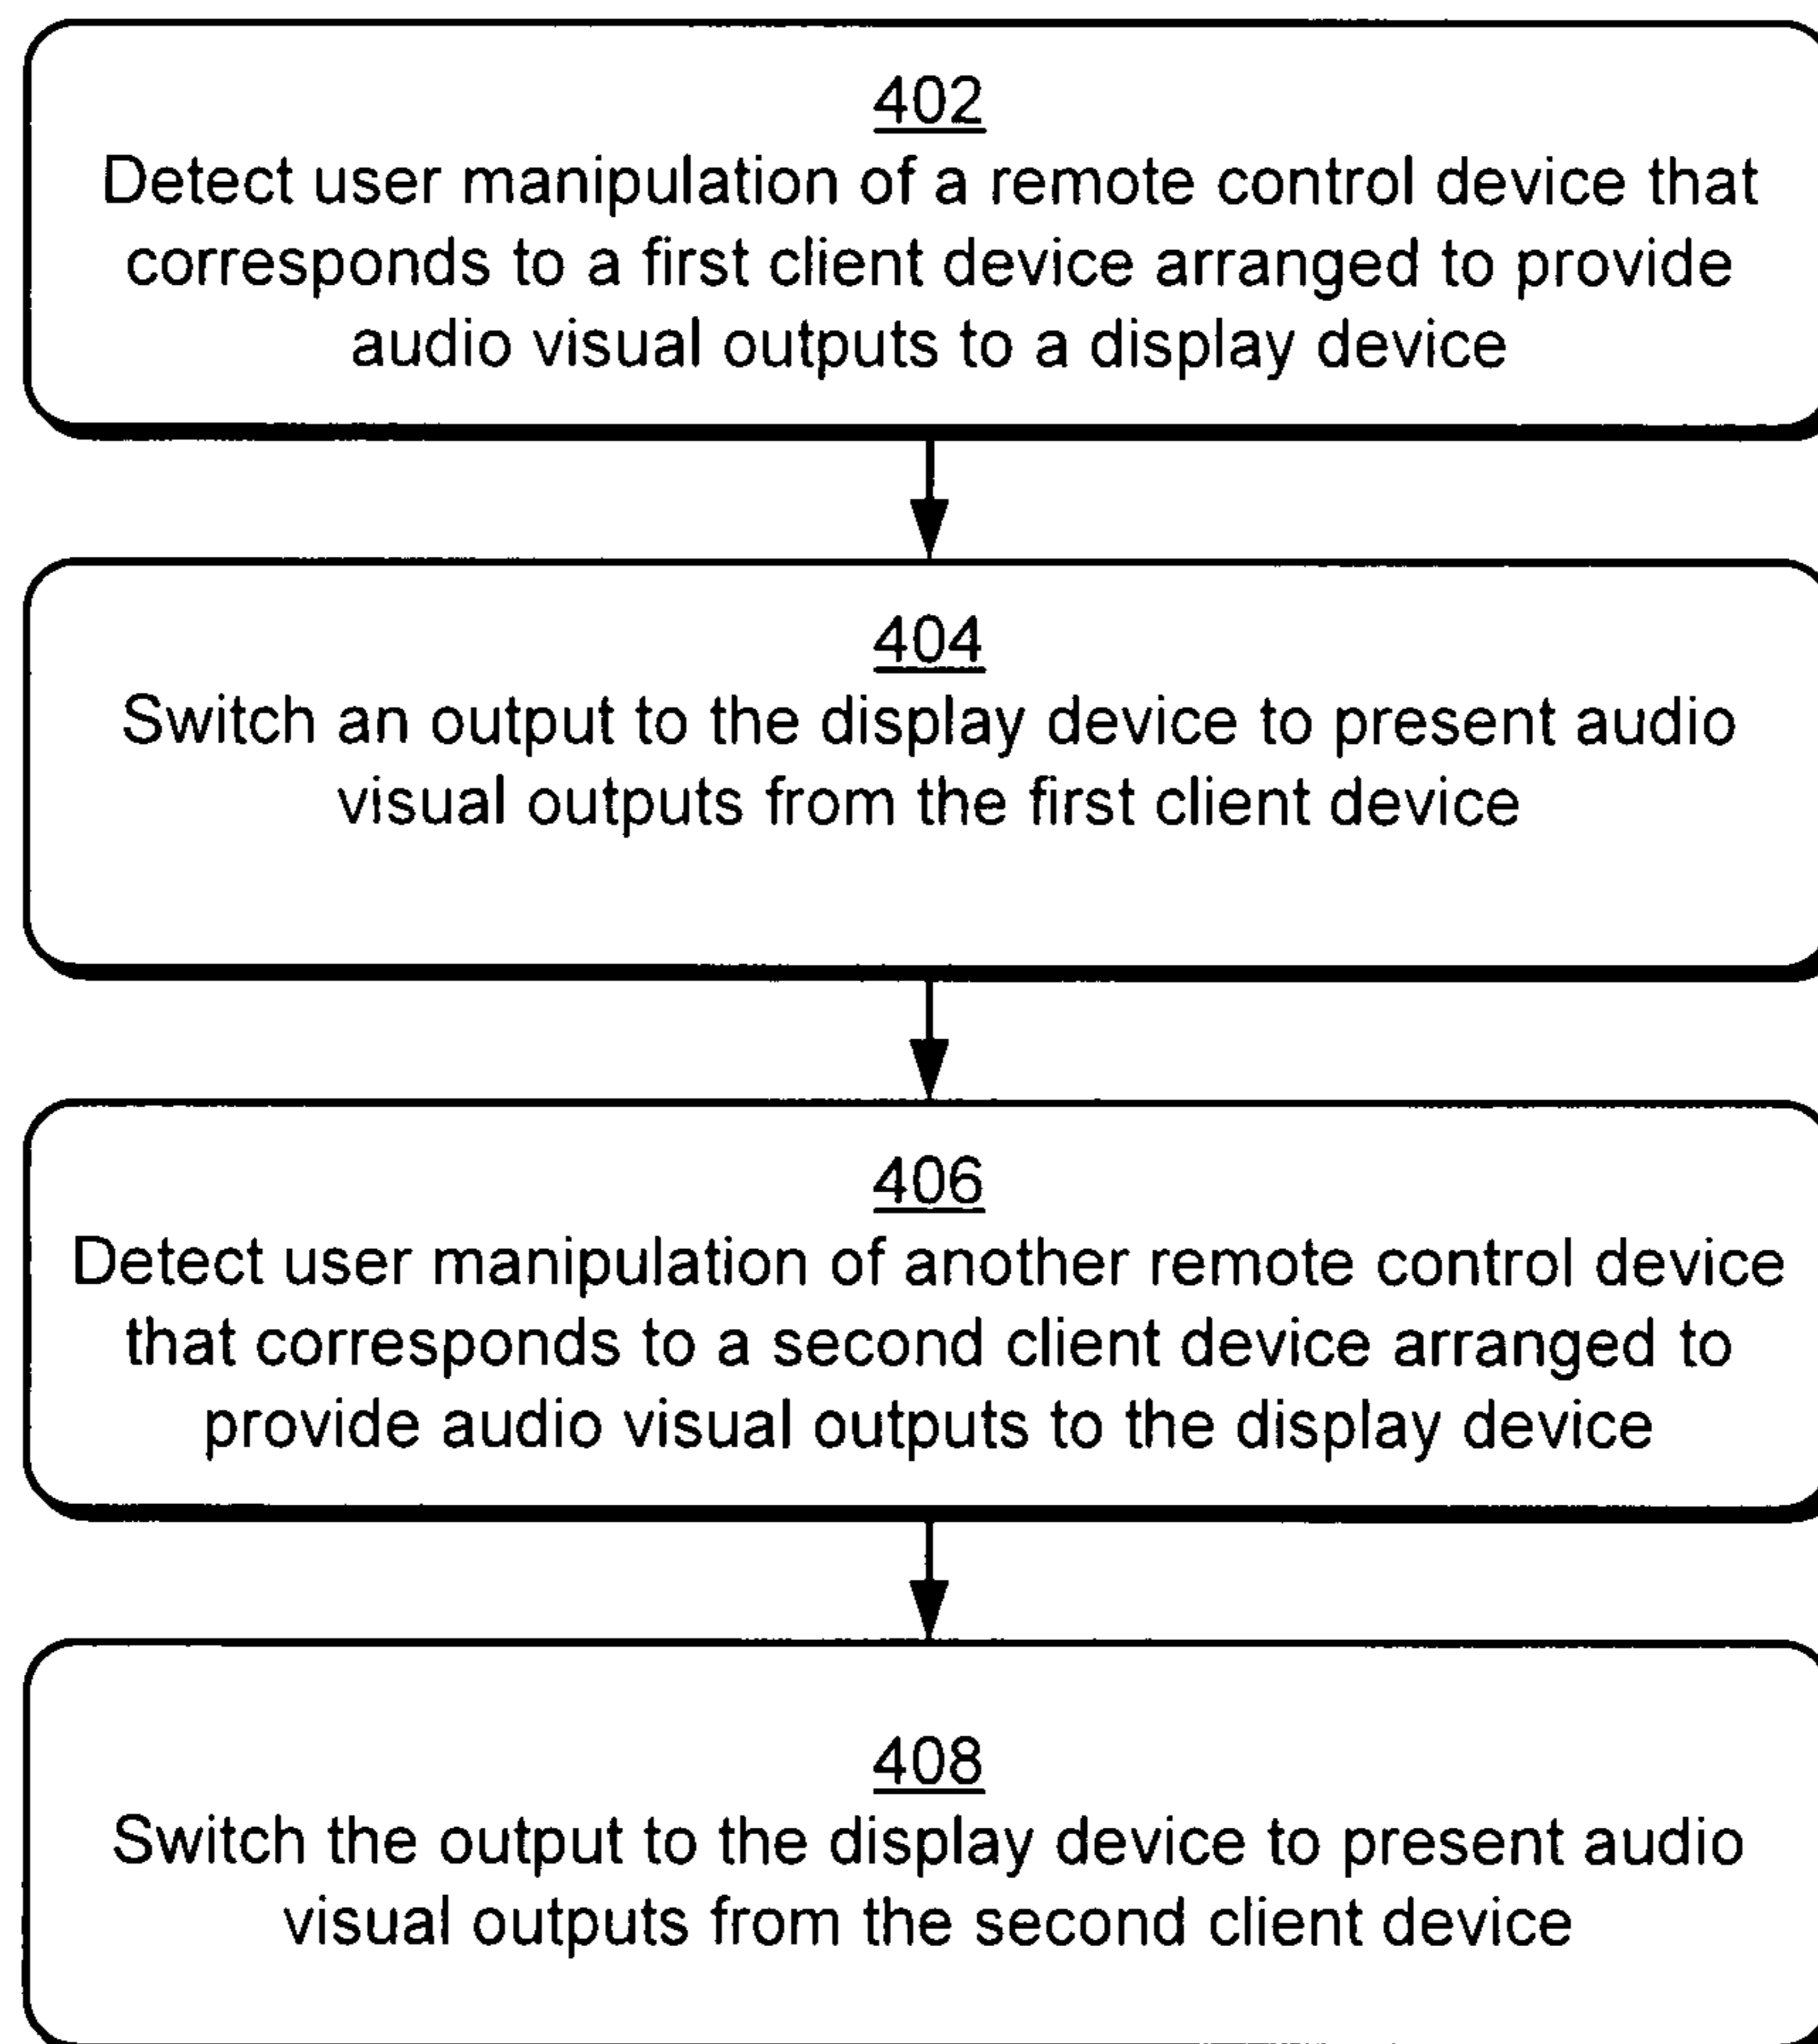 402
Detect user manipulation of a remote control device that
corresponds to a first client device arranged to provide
audio visual outputs to a display device
404
Switch an output to the display device to present audio
visual outputs from the first client device
406
Detect user manipulation of another remote control device
that corresponds to a second client device arranged to
provide audio visual outputs to the display device
408
Switch the output to the display device to present audio
visual outputs from the second client device